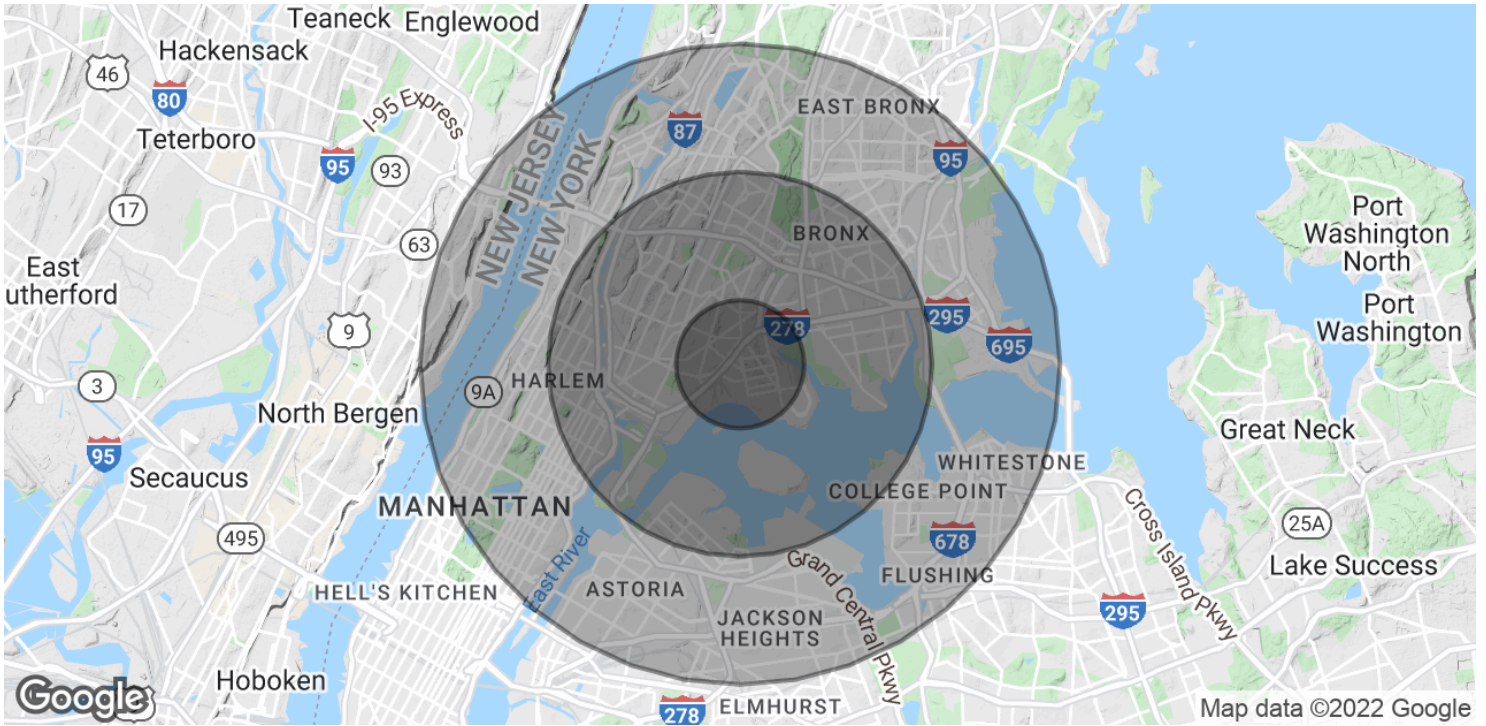 Teaneck
Englewood
Hackensack
46
80
I-95 Express
EAST BRONX
Teterboro
87
95
95
93
NEW JERSEY
NEW YORK
17
63
BRONX
Port
Washington
North
East
utherford
9
278
295
695
Port
Washington
3
9A
HARLEM
North Bergen
95
Secaucus
Great Neck
WHITESTONE
COLLEGE POINT
MANHATTAN
495
678
Cross Island Pkwy
25A
East River
Grand Central Pkwy
FLUSHING
Lake Success
HELL'S KITCHEN
ASTORIA
295
JACKSON
HEIGHTS
Hoboken
278
ELMHURST
Google
Map data ©2022 Google